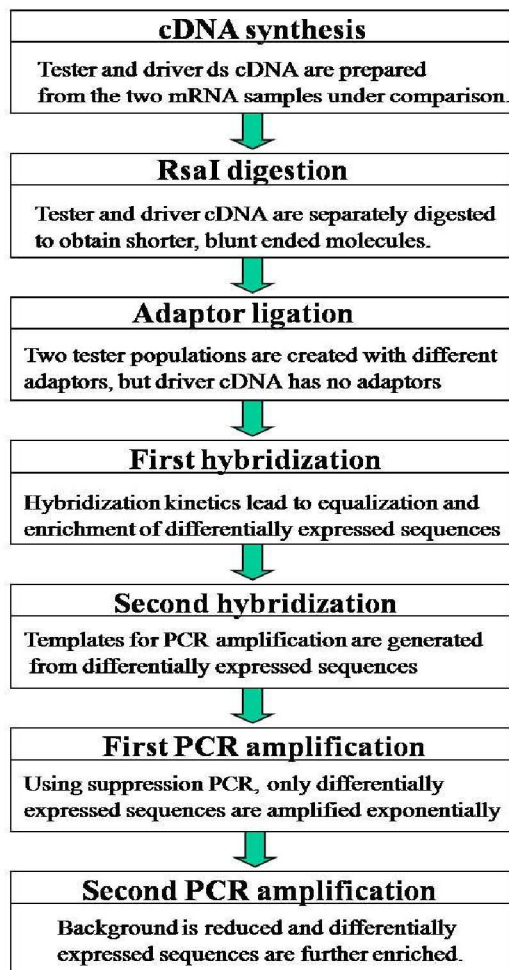 cDNA synthesis
Tester and driver ds cDNA are prepared
from the two mRNA samples under comparison.
RsaI digestion
Tester and driver cDNA are separately digested
to obtain shorter, blunt ended molecules.
Adaptor ligation
Two tester populations are created with different
adaptors, but driver cDNA has no adaptors
First hybridization
Hybridization kinetics lead to equalization and
enrichment of differentially expressed sequences
Second hybridization
Templates for PCR amplification are generated
from differentially expressed sequences
First PCR amplification
Using suppression PCR, only differentially
expressed sequences are amplified exponentially
Second PCR amplification
Background is reduced and differentially
expressed sequences are further enriched.